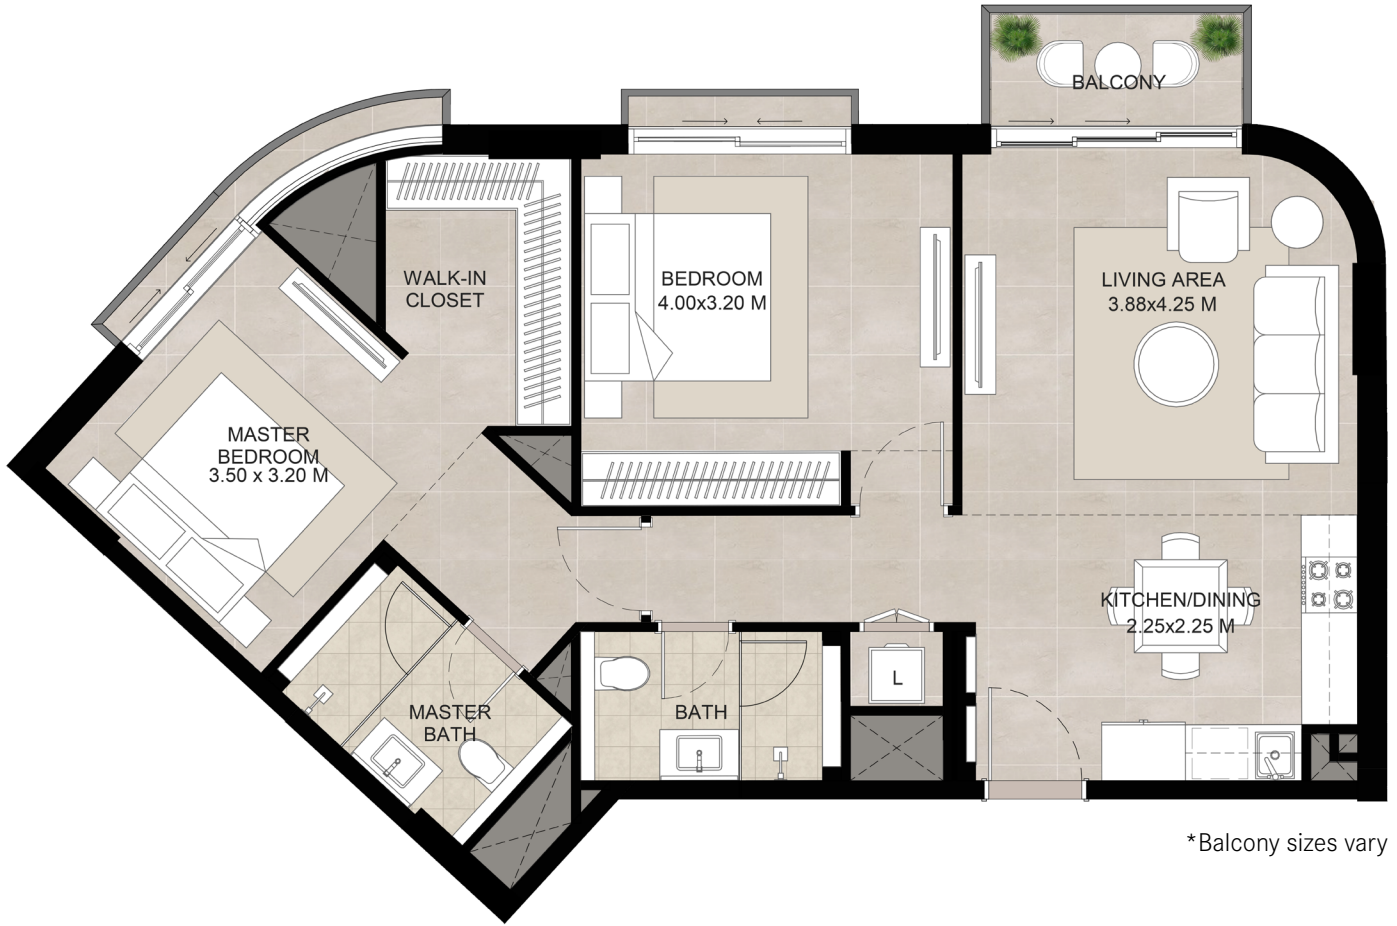 BALCONY
WALK-IN
CLOSET
BEDROOM
4.00x3.20 M
LIVING AREA
3.88x4.25 M
MASTER
BEDROOM
3.50 x 3.20 M
KITCHEN/DINING
2.25x2.25 M
L
MASTER
BATH
BATH
*Balcony sizes vary